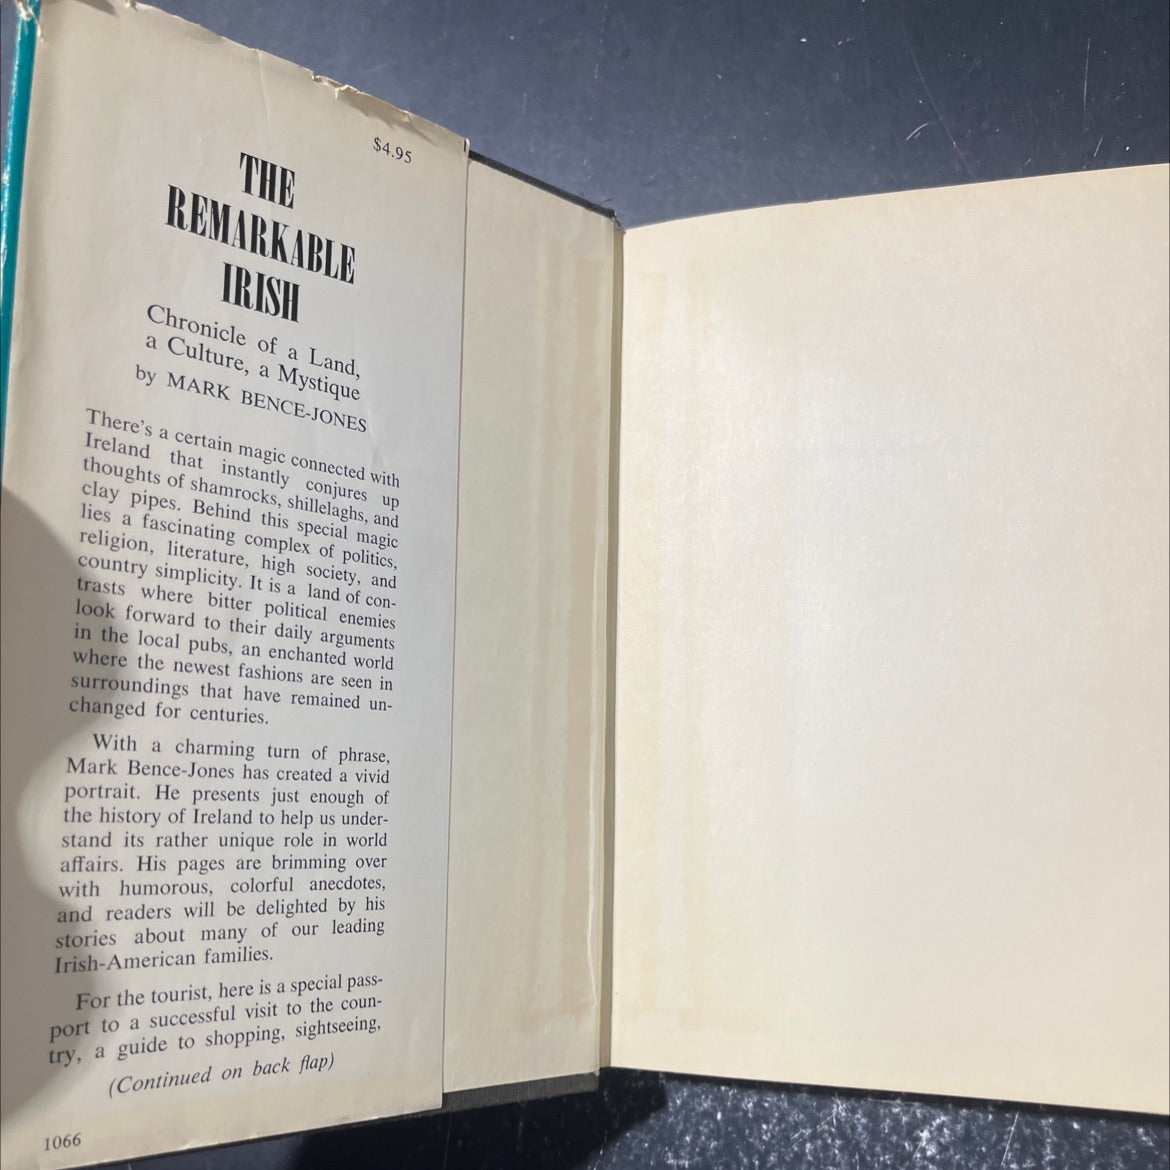 $4.95
THE
REMARKABLE
IRISH
Chronicle of a Land,
a Culture, a Mystique
by MARK BENCE-JONES
There's a certain magic connected with
Ireland that instantly conjures up
thoughts of shamrocks, shillelaghs, and
clay pipes. Behind this special magic
lies a fascinating complex of politics,
religion, literature, high society, and
country simplicity. It is a land of con-
trasts where bitter political enemies
look forward to their daily arguments
in the local pubs, an enchanted world
where the newest fashions are seen in
surroundings that have remained un-
changed for centuries.
With a charming turn of phrase,
Mark Bence-Jones has created a vivid
portrait. He presents just enough of
the history of Ireland to help us under-
stand its rather unique role in world
affairs. His pages are brimming over
with humorous, colorful anecdotes,
and readers will be delighted by his
stories about many of our leading
Irish-American families.
For the tourist, here is a special pass-
port to a successful visit to the coun-
try, a guide to shopping, sightseeing,
(Continued on back flap)
1066